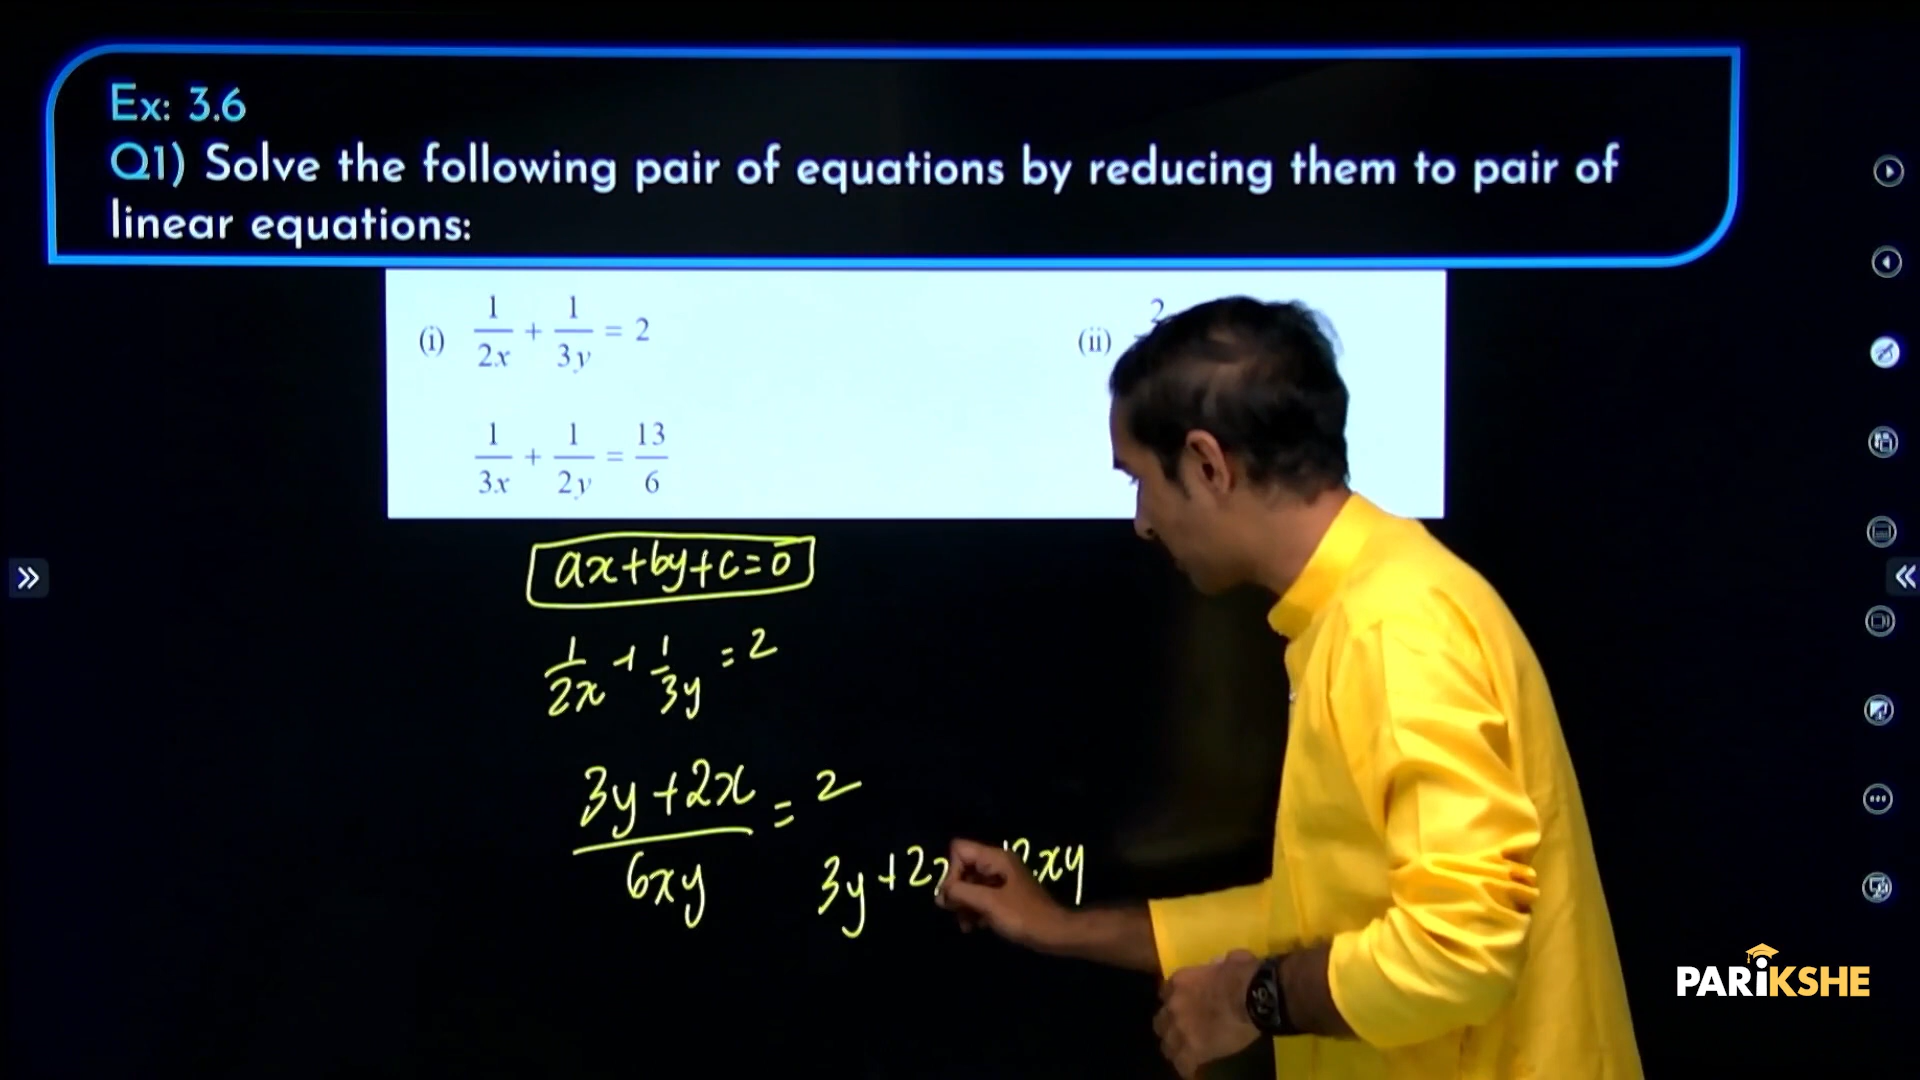 Ex: 3.6
Q1) Solve the following pair of equations by reducing them to pair of
linear equations:
(i) 1/2x + 1/3y = 2
(ii) 2
1/3x + 1/2y = 13/6
ax+by+c=0
1/2x + 1/3y = 2
3y+2x/6xy = 2
3y+2x 12xy
PARIKSHE